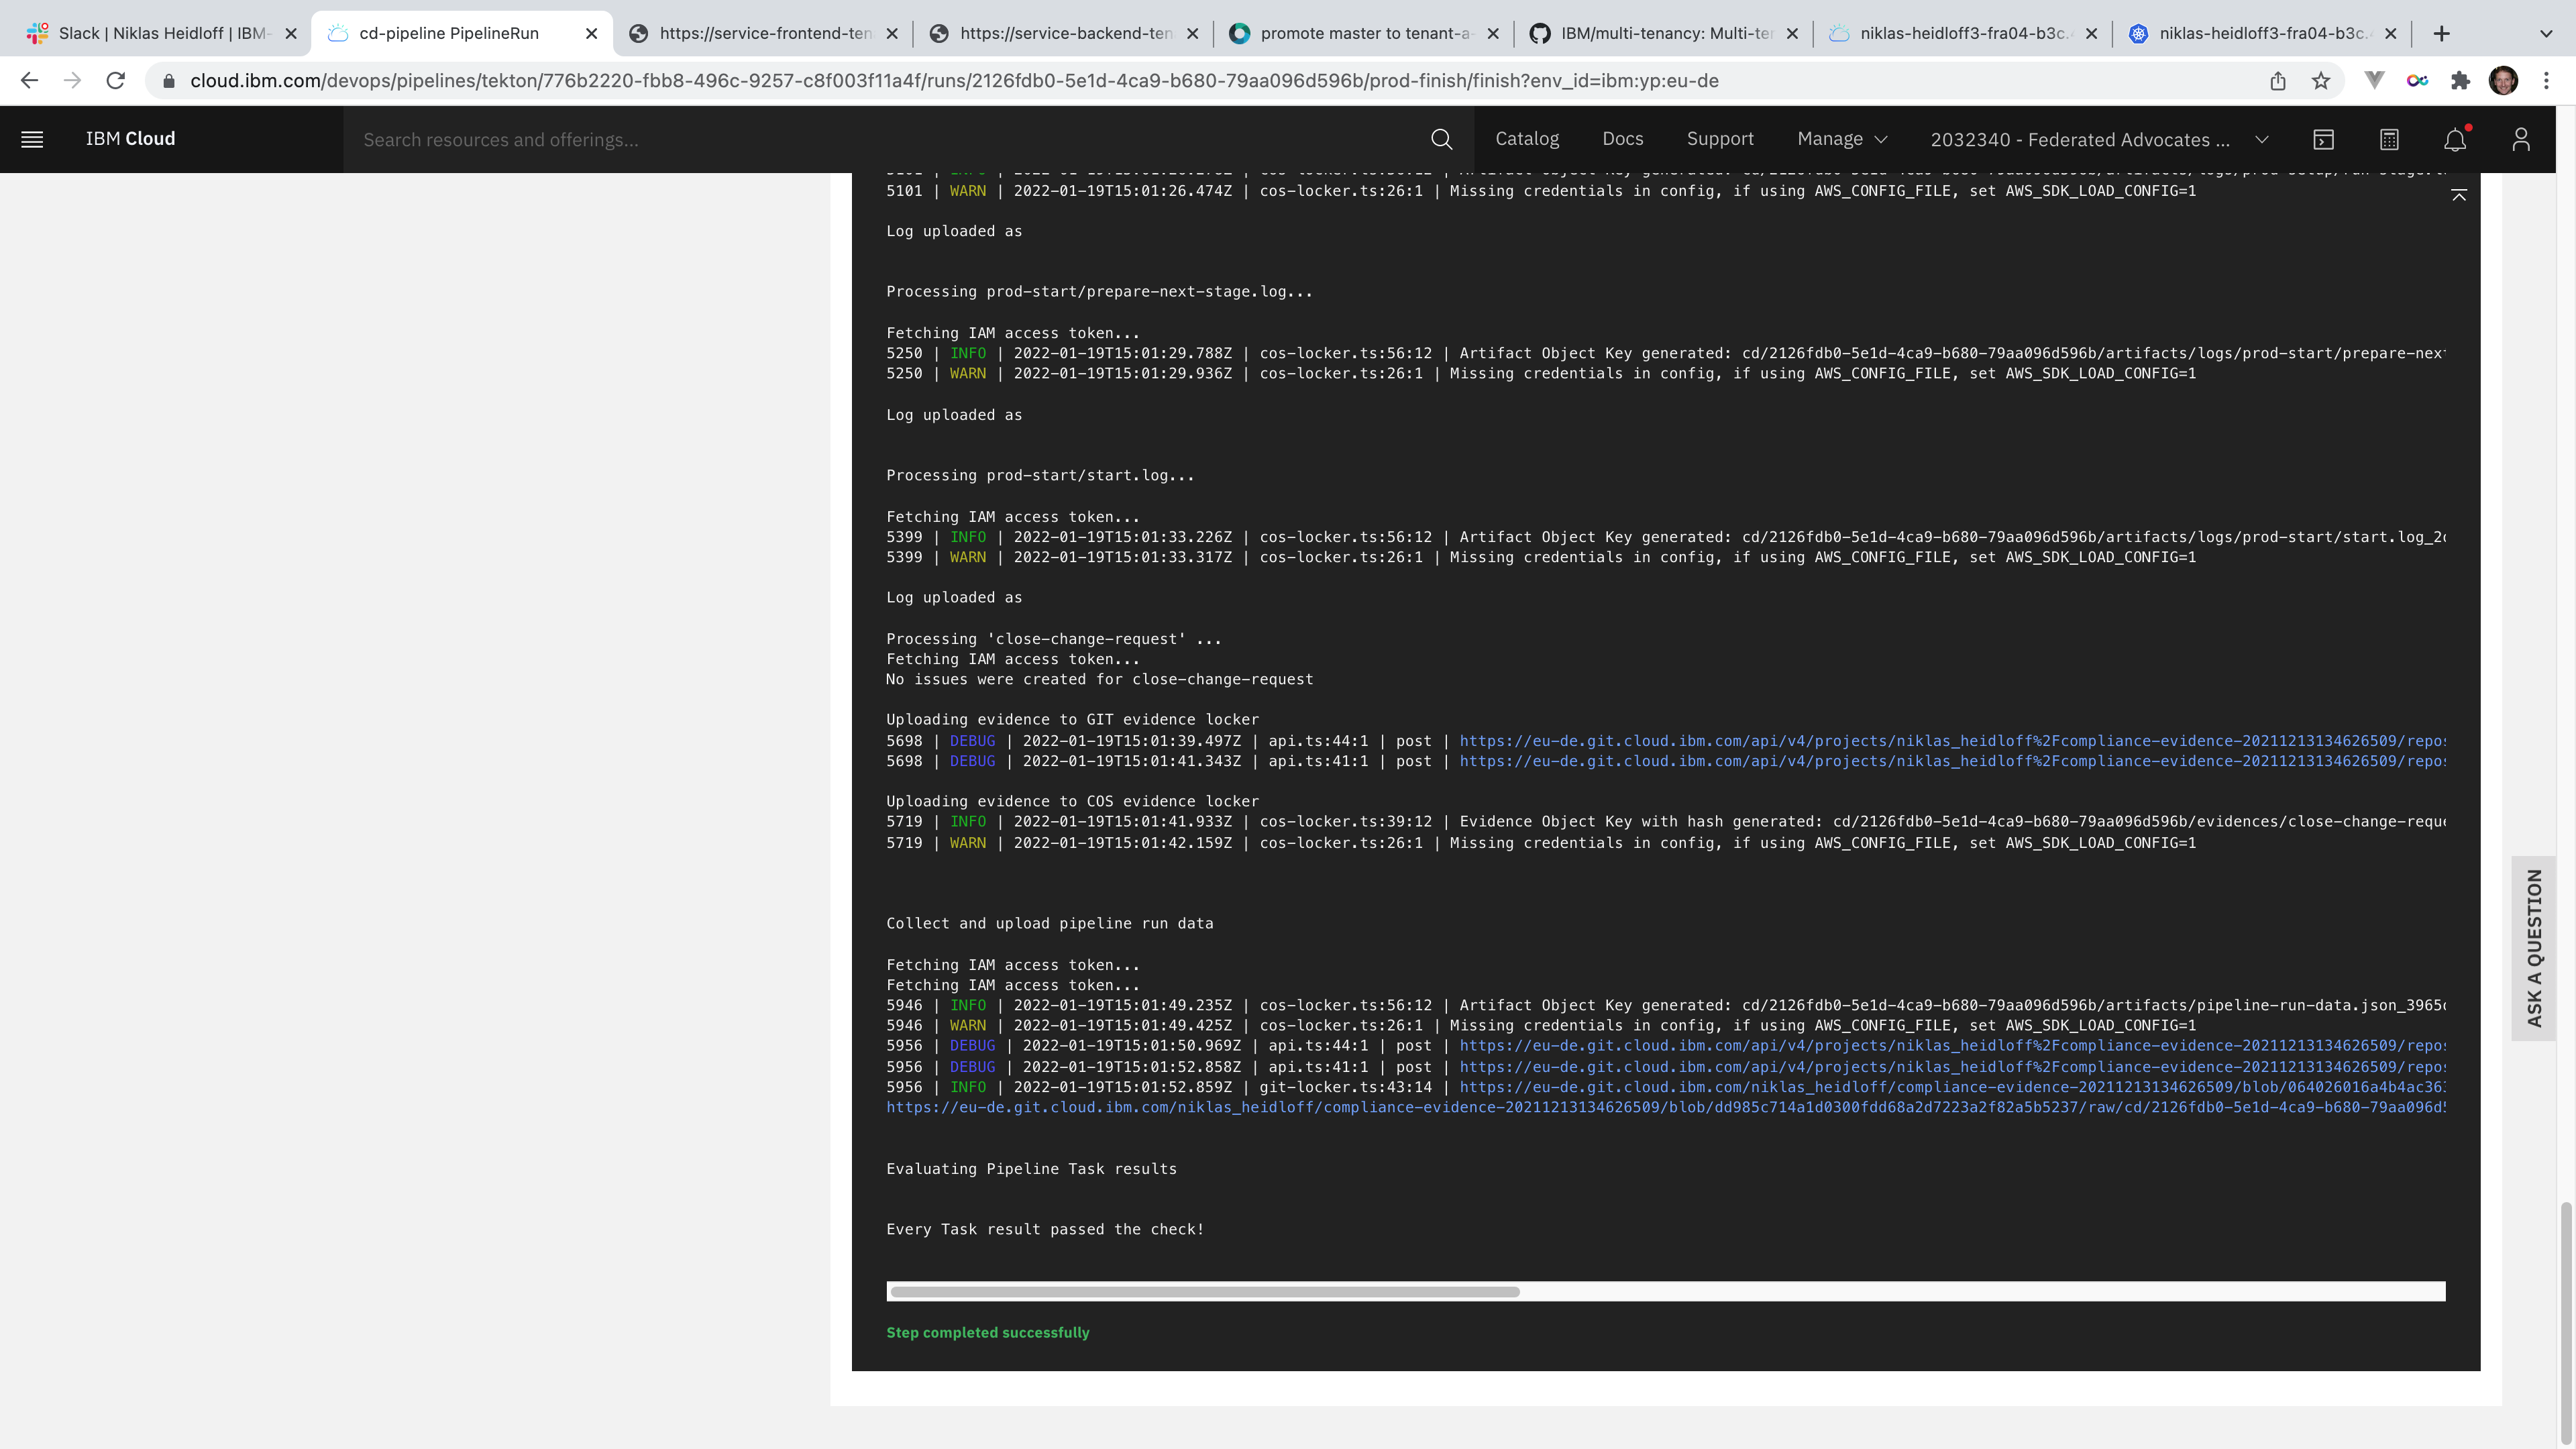 Slack | Niklas Heidloff | IBM-
cd-pipeline PipelineRun
https://service-frontend-ten
https://service-backend-ten
promote master to tenant-a-
IBM/multi-tenancy: Multi-ter
niklas-heidloff3-fra04-b3c.
niklas-heidloff3-fra04-b3c.
cloud.ibm.com/devops/pipelines/tekton/776b2220-fbb8-496c-9257-c8f003f11a4f/runs/2126fdb0-5e1d-4ca9-b680-79aa096d596b/prod-finish/finish?env_id=ibm:yp:eu-de
IBM Cloud
Search resources and offerings...
Catalog
Docs
Support
Manage
2032340 - Federated Advocates ...
5101 | WARN | 2022-01-19T15:01:26.474Z | cos-locker.ts:26:1 | Missing credentials in config, if using AWS_CONFIG_FILE, set AWS_SDK_LOAD_CONFIG=1
Log uploaded as
Processing prod-start/prepare-next-stage.log...
Fetching IAM access token...
5250 | INFO | 2022-01-19T15:01:29.788Z | cos-locker.ts:56:12 | Artifact Object Key generated: cd/2126fdb0-5e1d-4ca9-b680-79aa096d596b/artifacts/logs/prod-start/prepare-next
5250 | WARN | 2022-01-19T15:01:29.936Z | cos-locker.ts:26:1 | Missing credentials in config, if using AWS_CONFIG_FILE, set AWS_SDK_LOAD_CONFIG=1
Log uploaded as
Processing prod-start/start.log...
Fetching IAM access token...
5399 | INFO | 2022-01-19T15:01:33.226Z | cos-locker.ts:56:12 | Artifact Object Key generated: cd/2126fdb0-5e1d-4ca9-b680-79aa096d596b/artifacts/logs/prod-start/start.log_2
5399 | WARN | 2022-01-19T15:01:33.317Z | cos-locker.ts:26:1 | Missing credentials in config, if using AWS_CONFIG_FILE, set AWS_SDK_LOAD_CONFIG=1
Log uploaded as
Processing 'close-change-request' ...
Fetching IAM access token...
No issues were created for close-change-request
Uploading evidence to GIT evidence locker
5698 | DEBUG | 2022-01-19T15:01:39.497Z | api.ts:44:1 | post | https://eu-de.git.cloud.ibm.com/api/v4/projects/niklas_heidloff%2Fcompliance-evidence-20211213134626509/repos
5698 | DEBUG | 2022-01-19T15:01:41.343Z | api.ts:41:1 | post | https://eu-de.git.cloud.ibm.com/api/v4/projects/niklas_heidloff%2Fcompliance-evidence-20211213134626509/repos
Uploading evidence to COS evidence locker
5719 | INFO | 2022-01-19T15:01:41.933Z | cos-locker.ts:39:12 | Evidence Object Key with hash generated: cd/2126fdb0-5e1d-4ca9-b680-79aa096d596b/evidences/close-change-reque
5719 | WARN | 2022-01-19T15:01:42.159Z | cos-locker.ts:26:1 | Missing credentials in config, if using AWS_CONFIG_FILE, set AWS_SDK_LOAD_CONFIG=1
Collect and upload pipeline run data
Fetching IAM access token...
Fetching IAM access token...
5946 | INFO | 2022-01-19T15:01:49.235Z | cos-locker.ts:56:12 | Artifact Object Key generated: cd/2126fdb0-5e1d-4ca9-b680-79aa096d596b/artifacts/pipeline-run-data.json_3965
5946 | WARN | 2022-01-19T15:01:49.425Z | cos-locker.ts:26:1 | Missing credentials in config, if using AWS_CONFIG_FILE, set AWS_SDK_LOAD_CONFIG=1
5956 | DEBUG | 2022-01-19T15:01:50.969Z | api.ts:44:1 | post | https://eu-de.git.cloud.ibm.com/api/v4/projects/niklas_heidloff%2Fcompliance-evidence-20211213134626509/repos
5956 | DEBUG | 2022-01-19T15:01:52.858Z | api.ts:41:1 | post | https://eu-de.git.cloud.ibm.com/api/v4/projects/niklas_heidloff%2Fcompliance-evidence-20211213134626509/repos
5956 | INFO | 2022-01-19T15:01:52.859Z | git-locker.ts:43:14 | https://eu-de.git.cloud.ibm.com/niklas_heidloff/compliance-evidence-20211213134626509/blob/064026016a4b4ac363
https://eu-de.git.cloud.ibm.com/niklas_heidloff/compliance-evidence-20211213134626509/blob/dd985c714a1d0300fdd68a2d7223a2f82a5b5237/raw/cd/2126fdb0-5e1d-4ca9-b680-79aa096d5
Evaluating Pipeline Task results
Every Task result passed the check!
Step completed successfully
ASK A QUESTION